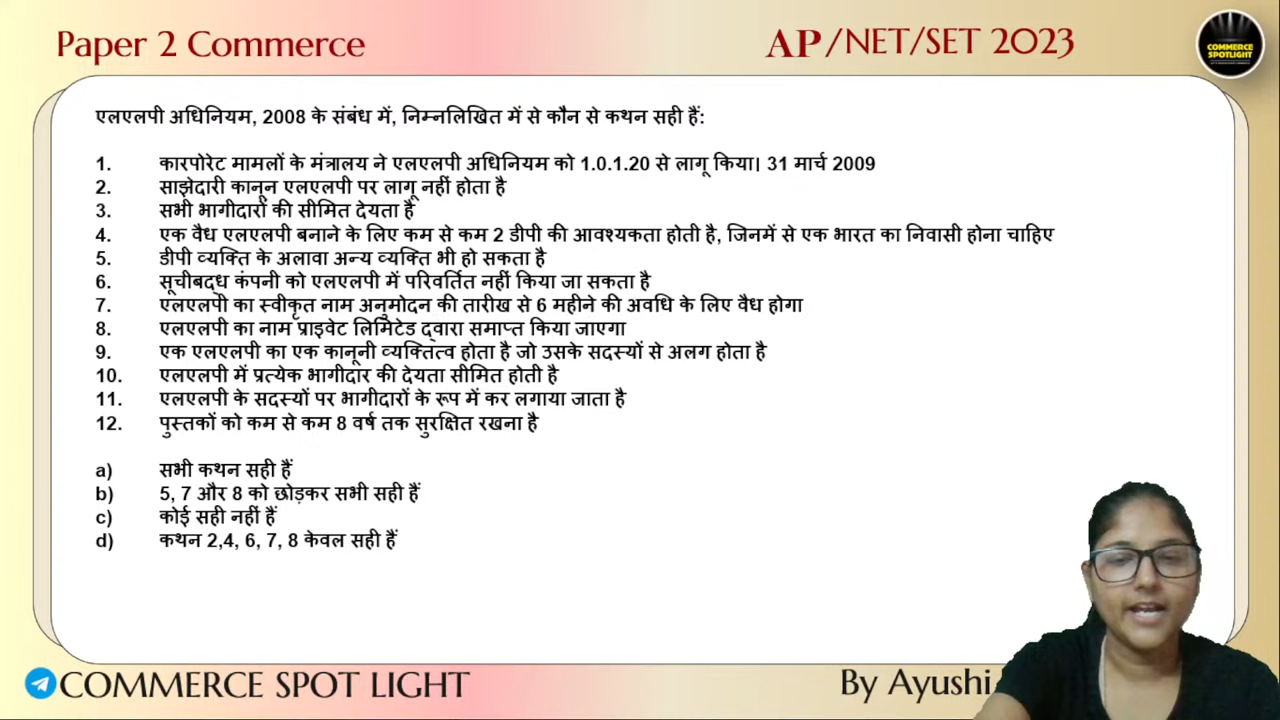 Paper 2 Commerce
AP/NET/SET 2023
COMMERCE
SPOTLIGHT
एलएलपी अधिनियम, 2008 के संबंध में, निम्नलिखित में से कौन से कथन सही हैं:
1. कारपोरेट मामलों के मंत्रालय ने एलएलपी अधिनियम को 1.0.1.20 से लागू किया। 31 मार्च 2009
2. साझेदारी कानून एलएलपी पर लागू नहीं होता है
3. सभी भागीदारों की सीमित देयता है
4. एक वैध एलएलपी बनाने के लिए कम से कम 2 डीपी की आवश्यकता होती है, जिनमें से एक भारत का निवासी होना चाहिए
5. डीपी व्यक्ति के अलावा अन्य व्यक्ति भी हो सकता है
6. सूचीबद्ध कंपनी को एलएलपी में परिवर्तित नहीं किया जा सकता है
7. एलएलपी का स्वीकृत नाम अनुमोदन की तारीख से 6 महीने की अवधि के लिए वैध होगा
8. एलएलपी का नाम प्राइवेट लिमिटेड द्वारा समाप्त किया जाएगा
9. एक एलएलपी का एक कानूनी व्यक्तित्व होता है जो उसके सदस्यों से अलग होता है
10. एलएलपी में प्रत्येक भागीदार की देयता सीमित होती है
11. एलएलपी के सदस्यों पर भागीदारों के रूप में कर लगाया जाता है
12. पुस्तकों को कम से कम 8 वर्ष तक सुरक्षित रखना है
a) सभी कथन सही हैं
b) 5, 7 और 8 को छोड़कर सभी सही हैं
c) कोई सही नहीं हैं
d) कथन 2,4, 6, 7, 8 केवल सही हैं
COMMERCE SPOT LIGHT
By Ayushi